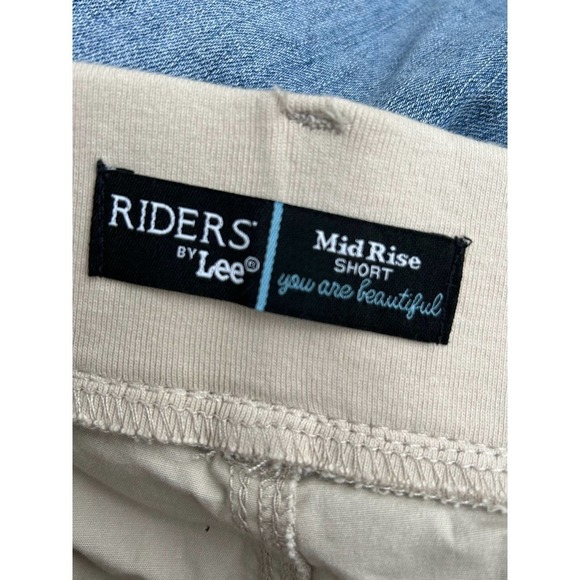 RIDERS
BY Lee®
Mid Rise
SHORT
you are beautiful